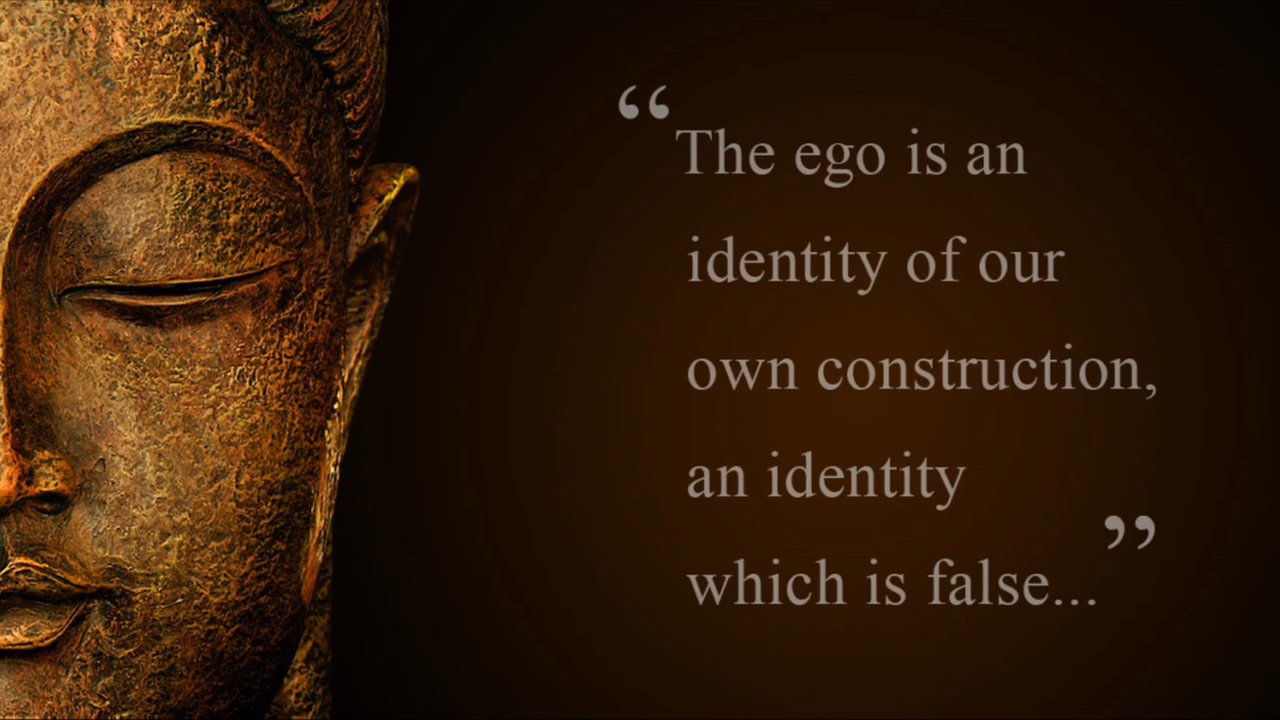 “The ego is an
identity of our
own construction,
an identity
which is false...”